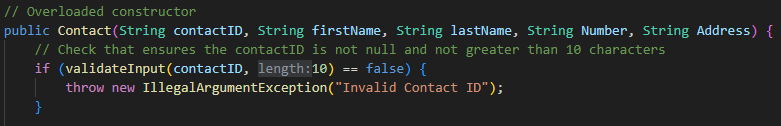 // Overloaded constructor
public Contact(String contactID, String firstName, String lastName, String Number, String Address) {
// Check that ensures the contactID is not null and not greater than 10 characters
if (validateInput(contactID, length:10) == false) {
throw new IllegalArgumentException("Invalid Contact ID");
}